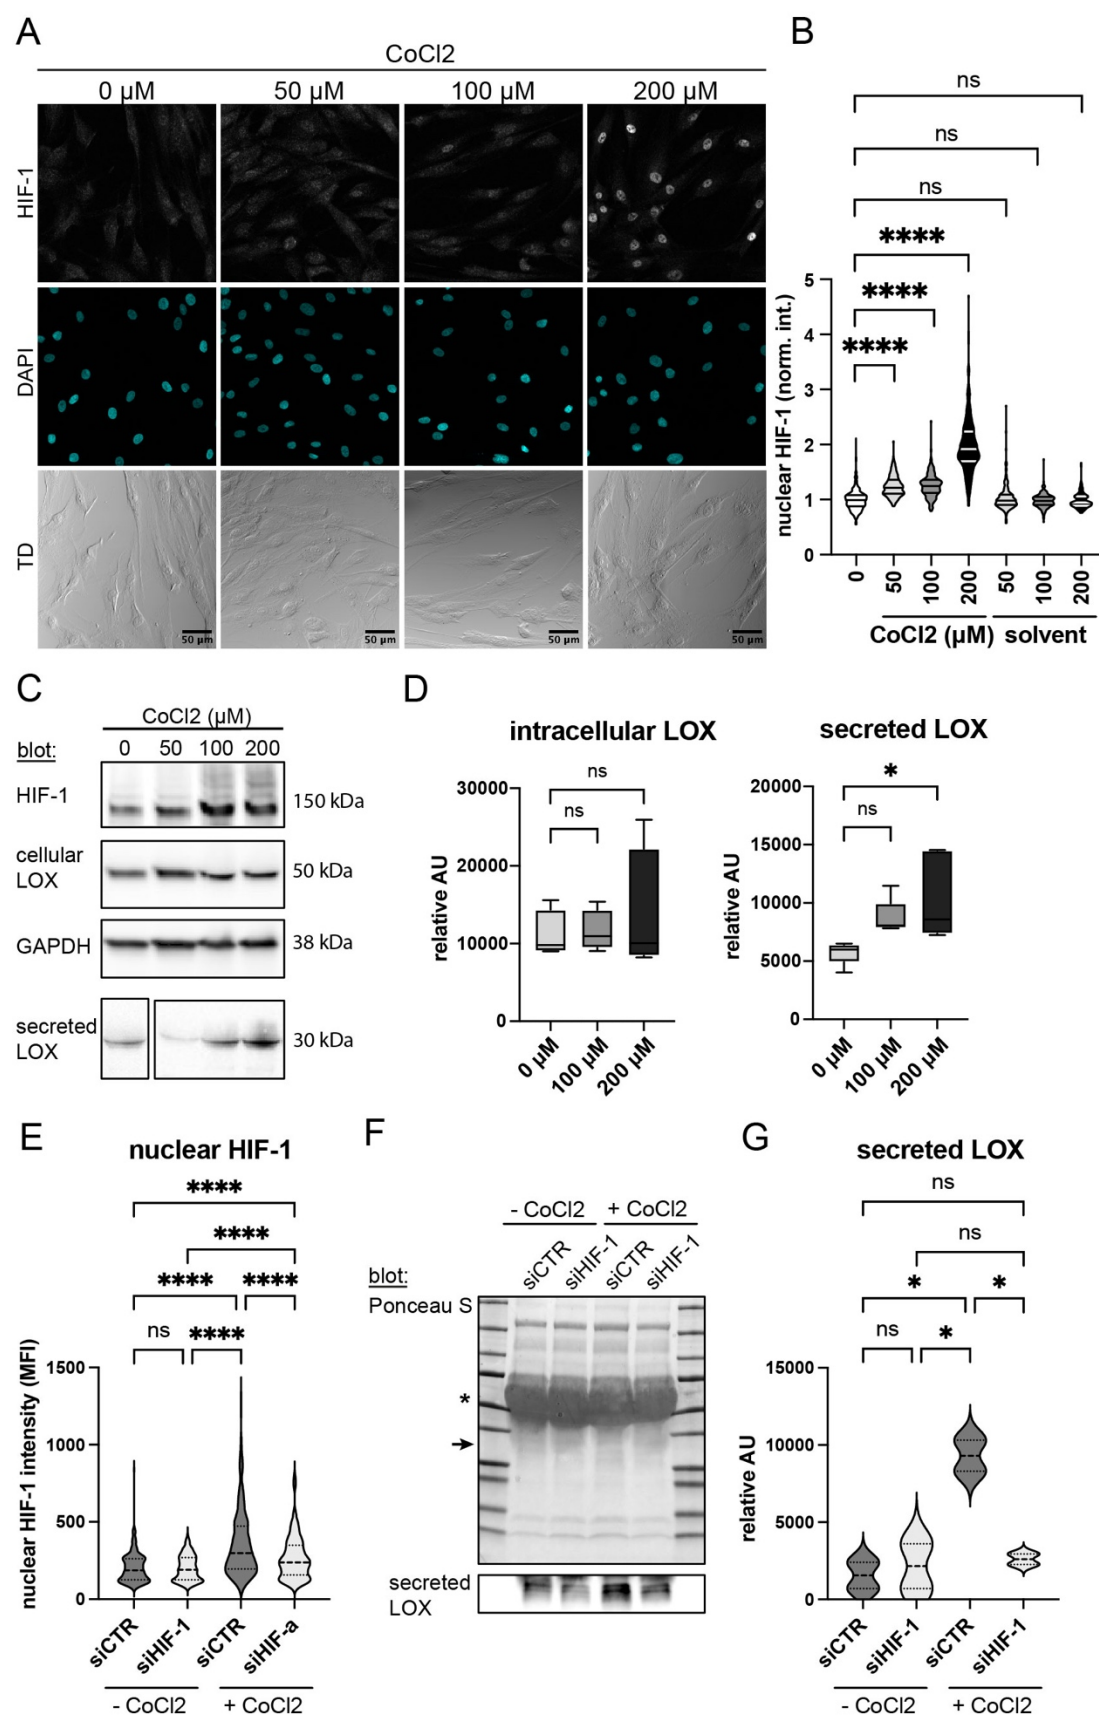 A
CoCl2
0 µM 50 µM 100 µM 200 µM
HIF-1
DAPI
TD
50 µm 50 µm 50 µm 50 µm
B
ns
ns
ns
****
****
****
nuclear HIF-1 (norm. int.)
5
4
3
2
1
0
0 50 100 200 50 100 200
CoCl2 (µM) solvent
C
CoCl2 (µM)
blot: 0 50 100 200
HIF-1 150 kDa
cellular
LOX 50 kDa
GAPDH 38 kDa
secreted
LOX 30 kDa
D
intracellular LOX
ns
ns
relative AU
30000
20000
10000
0
0 µM 100 µM 200 µM
secreted LOX
*
ns
relative AU
20000
15000
10000
5000
0
0 µM 100 µM 200 µM
E
nuclear HIF-1
****
****
**** ****
ns ****
nuclear HIF-1 intensity (MFI)
1500
1000
500
0
siCTR siHIF-1 siCTR siHIF-a
- CoCl2 + CoCl2
F
- CoCl2 + CoCl2
siCTR siHIF-1 siCTR siHIF-1
blot:
Ponceau S
*
secreted
LOX
G
secreted LOX
ns
ns
* *
ns *
relative AU
15000
10000
5000
0
siCTR siHIF-1 siCTR siHIF-1
- CoCl2 + CoCl2